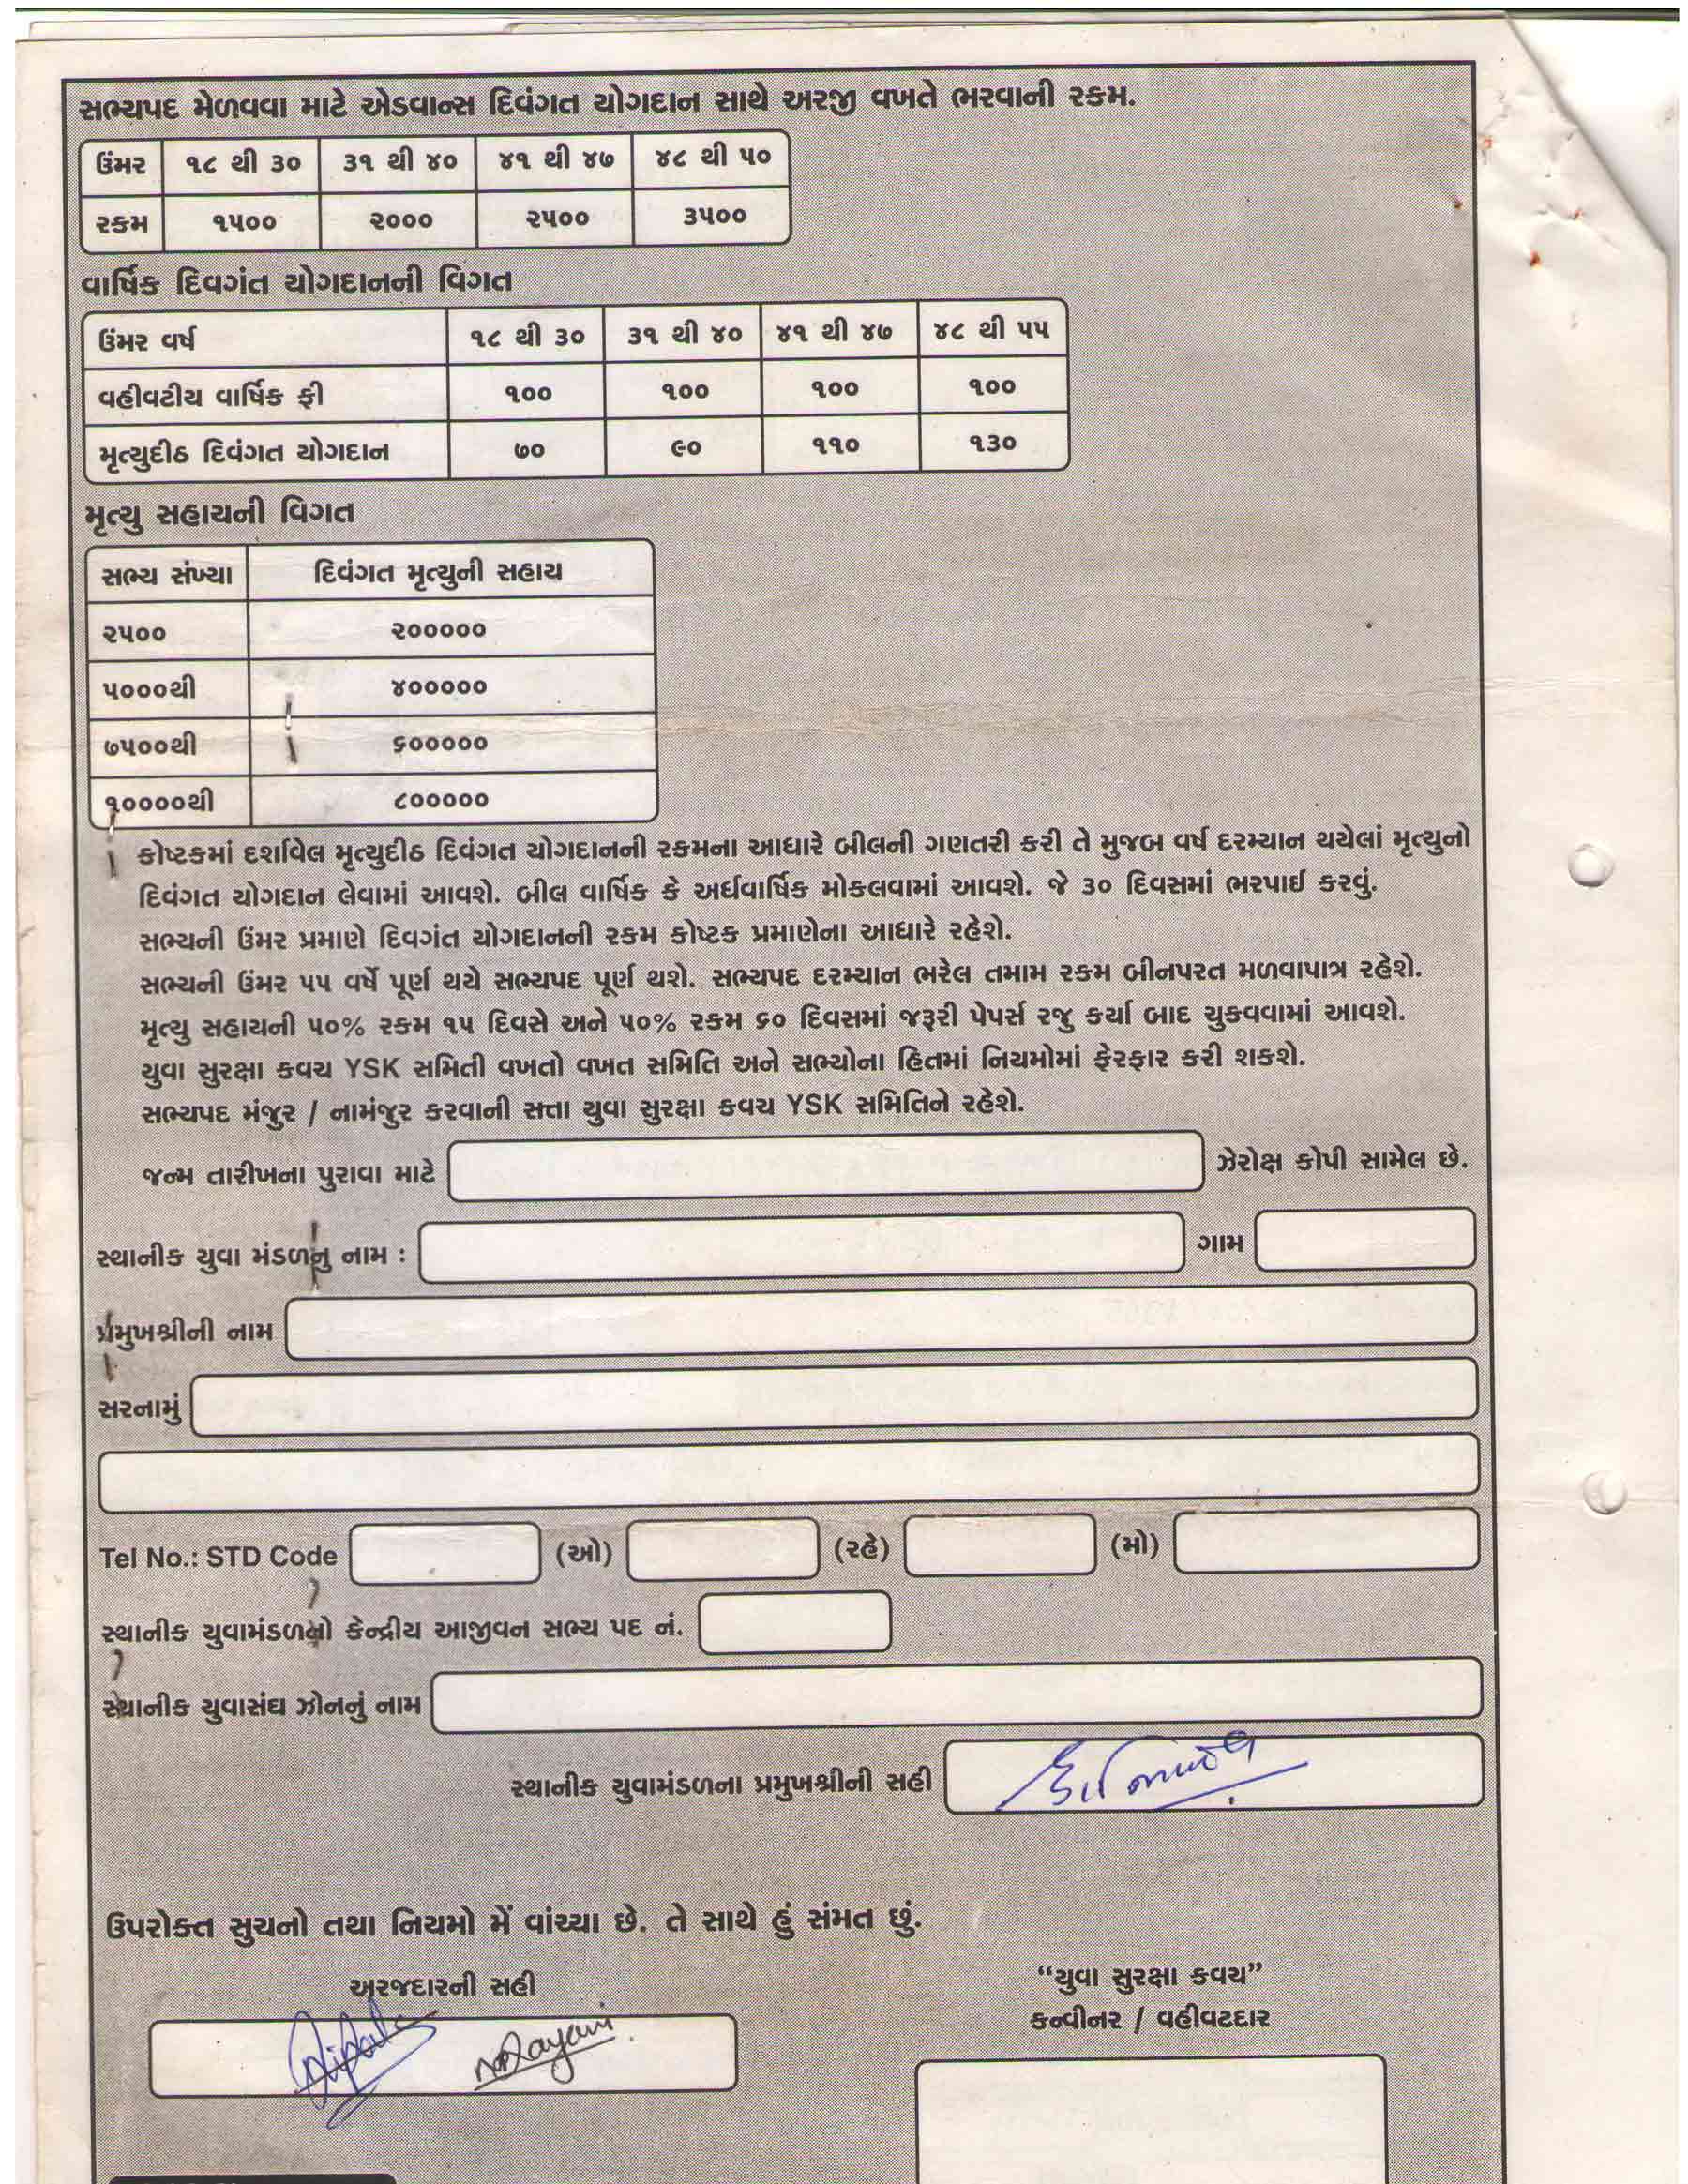 સભ્યપદ મેળવવા માટે એડવાન્સ દિવંગત યોગદાન સાથે અરજી વખતે ભરવાની રકમ.
ઉંમર ૧૮ થી ૩૦ ૩૧ થી ૪૦ ૪૧ થી ૪૭ ૪૮ થી ૫૦
રકમ ૧૫૦૦ ૨૦૦૦ ૨૫૦૦ ૩૫૦૦
વાર્ષિક દિવગંત યોગદાનની વિગત
ઉંમર વર્ષ ૧૮ થી ૩૦ ૩૧ થી ૪૦ ૪૧ થી ૪૭ ૪૮ થી ૫૫
વહીવટીય વાર્ષિક ફી ૧૦૦ ૧૦૦ ૧૦૦ ૧૦૦
મૃત્યુદીઠ દિવંગત યોગદાન ૭૦ ૯૦ ૧૧૦ ૧૩૦
મૃત્યુ સહાયની વિગત
સભ્ય સંખ્યા દિવંગત મૃત્યુની સહાય
૨૫૦૦ ૨૦૦૦૦૦
૫૦૦૦થી ૪૦૦૦૦૦
૭૫૦૦થી ૬૦૦૦૦૦
૧૦૦૦૦થી ૮૦૦૦૦૦
કોષ્ટકમાં દર્શાવેલ મૃત્યુદીઠ દિવંગત યોગદાનની રકમના આધારે બીલની ગણતરી કરી તે મુજબ વર્ષ દરમ્યાન થયેલાં મૃત્યુનો
દિવંગત યોગદાન લેવામાં આવશે. બીલ વાર્ષિક કે અર્ધવાર્ષિક મોકલવામાં આવશે. જે ૩૦ દિવસમાં ભરપાઈ કરવું.
સભ્યની ઉંમર પ્રમાણે દિવગંત યોગદાનની રકમ કોષ્ટક પ્રમાણેના આધારે રહેશે.
સભ્યની ઉંમર ૫૫ વર્ષે પૂર્ણ થયે સભ્યપદ પૂર્ણ થશે. સભ્યપદ દરમ્યાન ભરેલ તમામ રકમ બીનપરત મળવાપાત્ર રહેશે.
મૃત્યુ સહાયની ૫૦% રકમ ૧૫ દિવસે અને ૫૦% રકમ ૬૦ દિવસમાં જરૂરી પેપર્સ રજુ કર્યા બાદ ચુકવવામાં આવશે.
યુવા સુરક્ષા કવચ YSK સમિતી વખતો વખત સમિતિ અને સભ્યોના હિતમાં નિયમોમાં ફેરફાર કરી શકશે.
સભ્યપદ મંજુર / નામંજુર કરવાની સત્તા યુવા સુરક્ષા કવચ YSK સમિતિને રહેશે.
જન્મ તારીખના પુરાવા માટે ઝેરોક્ષ કોપી સામેલ છે.
સ્થાનીક યુવા મંડળનુ નામ : ગામ
પ્રમુખશ્રીની નામ
સરનામું
Tel No.: STD Code (ઓ) (રહે) (મો)
સ્થાનીક યુવામંડળનો કેન્દ્રીય આજીવન સભ્ય પદ નં.
સ્થાનીક યુવાસંઘ ઝોનનું નામ
સ્થાનીક યુવામંડળના પ્રમુખશ્રીની સહી
ઉપરોક્ત સુચનો તથા નિયમો મેં વાંચ્યા છે. તે સાથે હું સંમત છું.
અરજદારની સહી
“યુવા સુરક્ષા કવચ”
કન્વીનર / વહીવટદાર